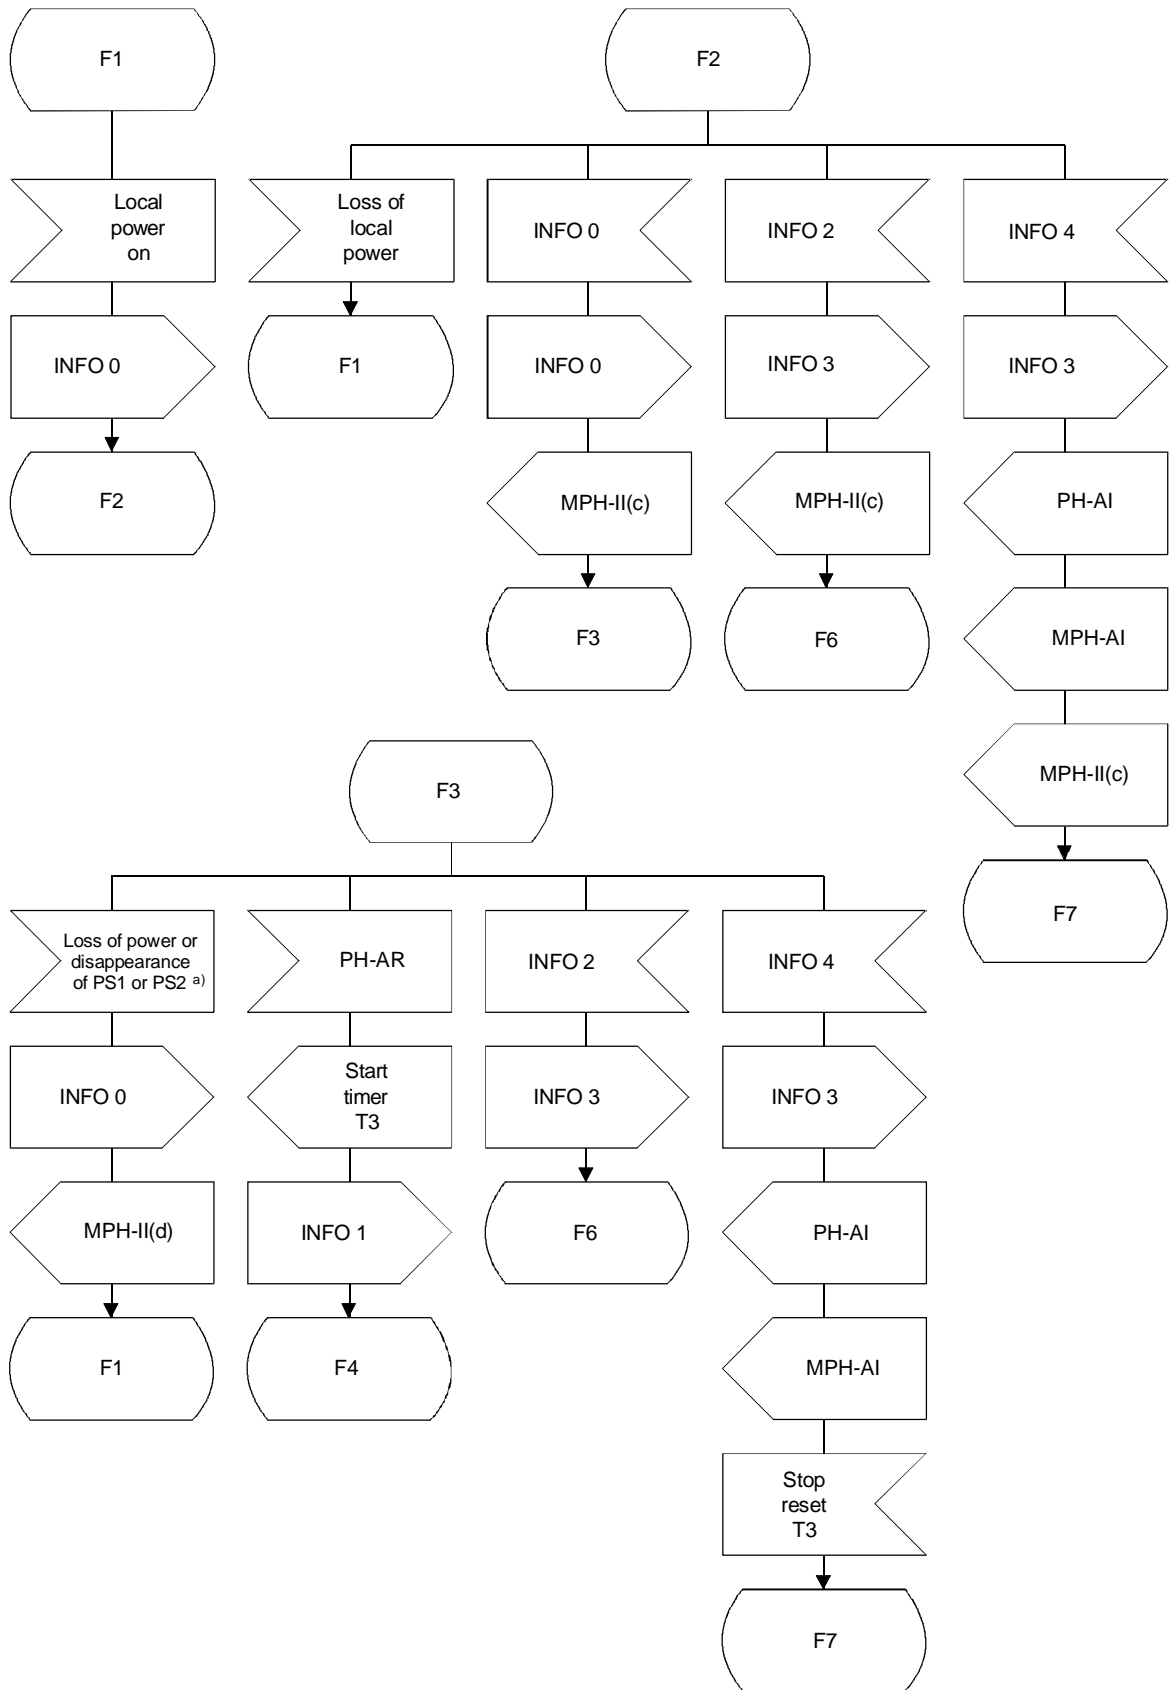 F1
F2
Local
power
on
Loss of
local
power
INFO 0
INFO 2
INFO 4
INFO 0
F1
INFO 0
INFO 3
INFO 3
F2
MPH-II(c)
MPH-II(c)
PH-AI
F3
F6
MPH-AI
MPH-II(c)
F7
F3
Loss of power or
disappearance
of PS1 or PS2 a)
PH-AR
INFO 2
INFO 4
INFO 0
Start
timer
T3
INFO 3
INFO 3
MPH-II(d)
INFO 1
F6
PH-AI
F1
F4
MPH-AI
Stop
reset
T3
F7